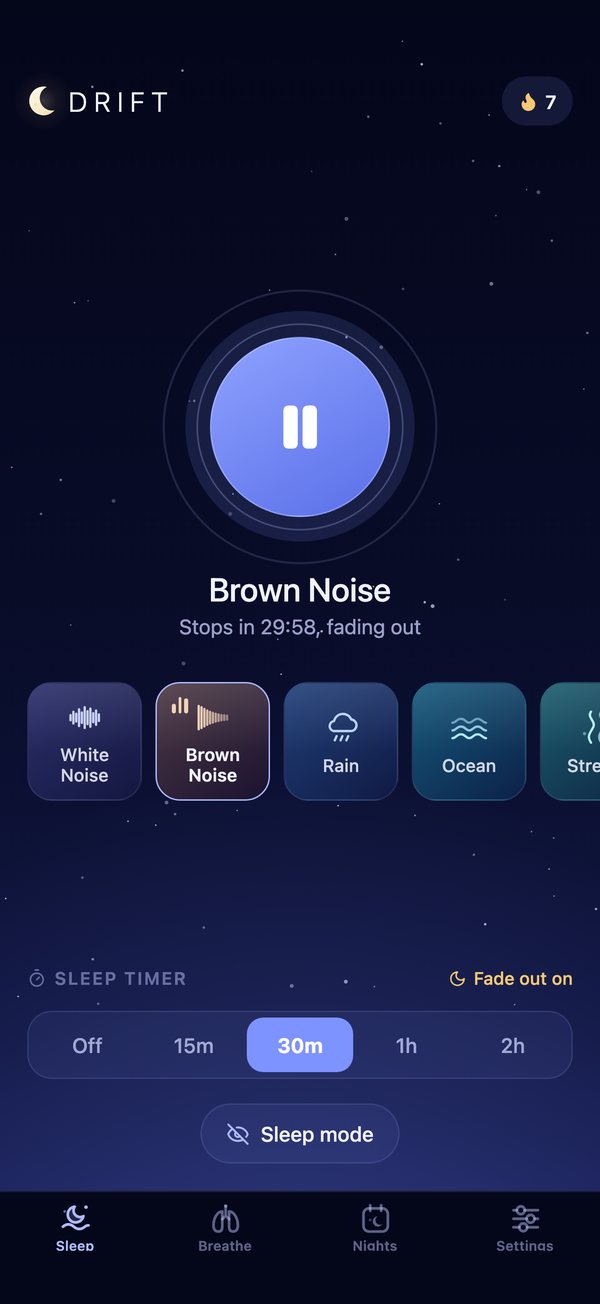 DRIFT
7
Brown Noise
Stops in 29:58, fading out
White
Noise
Brown
Noise
Rain
Ocean
Stre
SLEEP TIMER
Fade out on
Off
15m
30m
1h
2h
Sleep mode
Sleep
Breathe
Nights
Settings